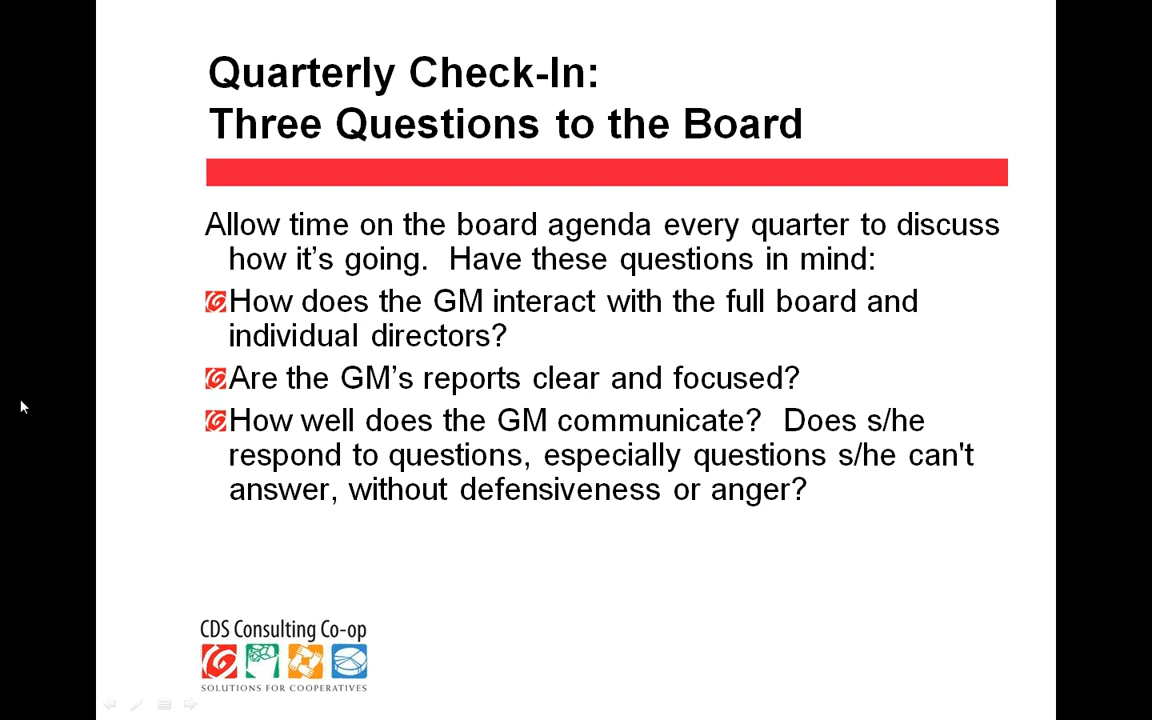 Quarterly Check-In:
Three Questions to the Board
Allow time on the board agenda every quarter to discuss
how it’s going.  Have these questions in mind:
How does the GM interact with the full board and
individual directors?
Are the GM’s reports clear and focused?
How well does the GM communicate?  Does s/he
respond to questions, especially questions s/he can't
answer, without defensiveness or anger?
CDS Consulting Co-op
SOLUTIONS FOR COOPERATIVES